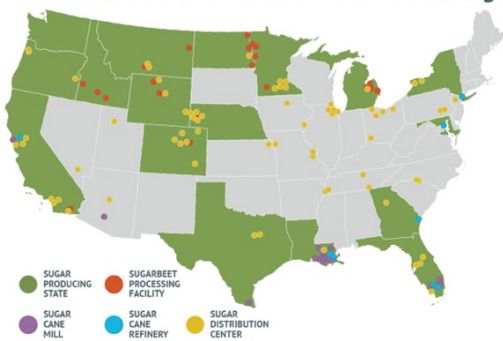 SUGAR
PRODUCING
STATE
SUGARBEET
PROCESSING
FACILITY
SUGAR
CANE
MILL
SUGAR
CANE
REFINERY
SUGAR
DISTRIBUTION
CENTER